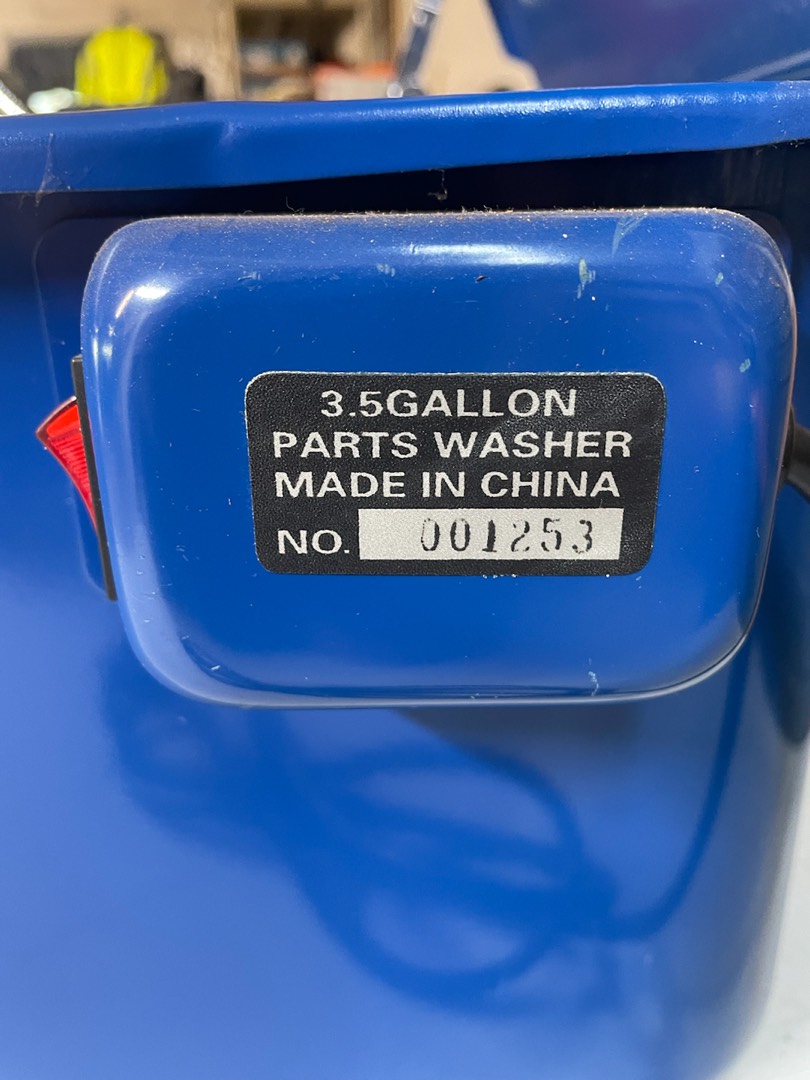 3.5GALLON
PARTS WASHER
MADE IN CHINA
NO. 001253